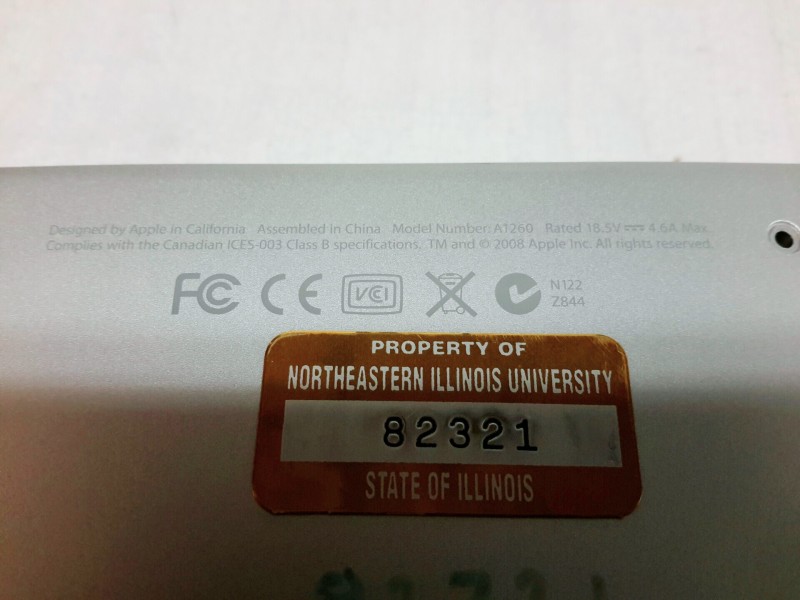 Designed by Apple in California Assembled in China Model Number: A1260 Rated 18.5V⎓4.6A Max.
Complies with the Canadian ICES-003 Class B specifications. TM and © 2008 Apple Inc. All rights reserved.
FC CE VCI N122
Z844
PROPERTY OF
NORTHEASTERN ILLINOIS UNIVERSITY
82321
STATE OF ILLINOIS